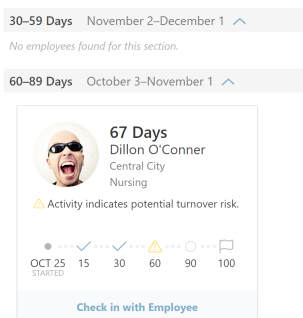 30–59 Days November 2–December 1
No employees found for this section.
60–89 Days October 3–November 1
67 Days
Dillon O'Conner
Central City
Nursing
Activity indicates potential turnover risk.
OCT 25 15 30 60 90 100
STARTED
Check in with Employee